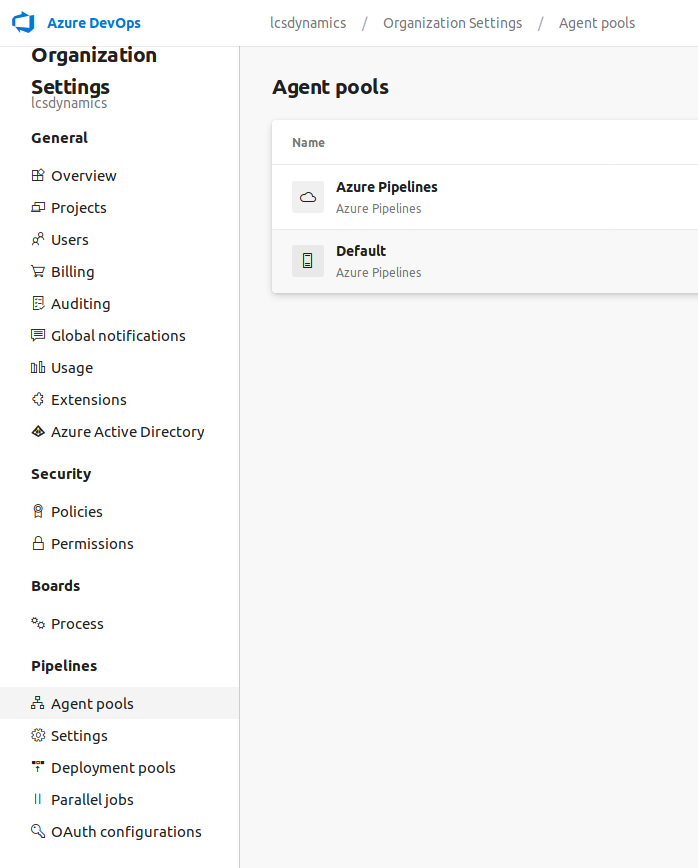 Azure DevOps
lcsdynamics / Organization Settings / Agent pools
Organization
Settings
lcsdynamics
General
Overview
Projects
Users
Billing
Auditing
Global notifications
Usage
Extensions
Azure Active Directory
Security
Policies
Permissions
Boards
Process
Pipelines
Agent pools
Settings
Deployment pools
Parallel jobs
OAuth configurations
Agent pools
Name
Azure Pipelines
Azure Pipelines
Default
Azure Pipelines